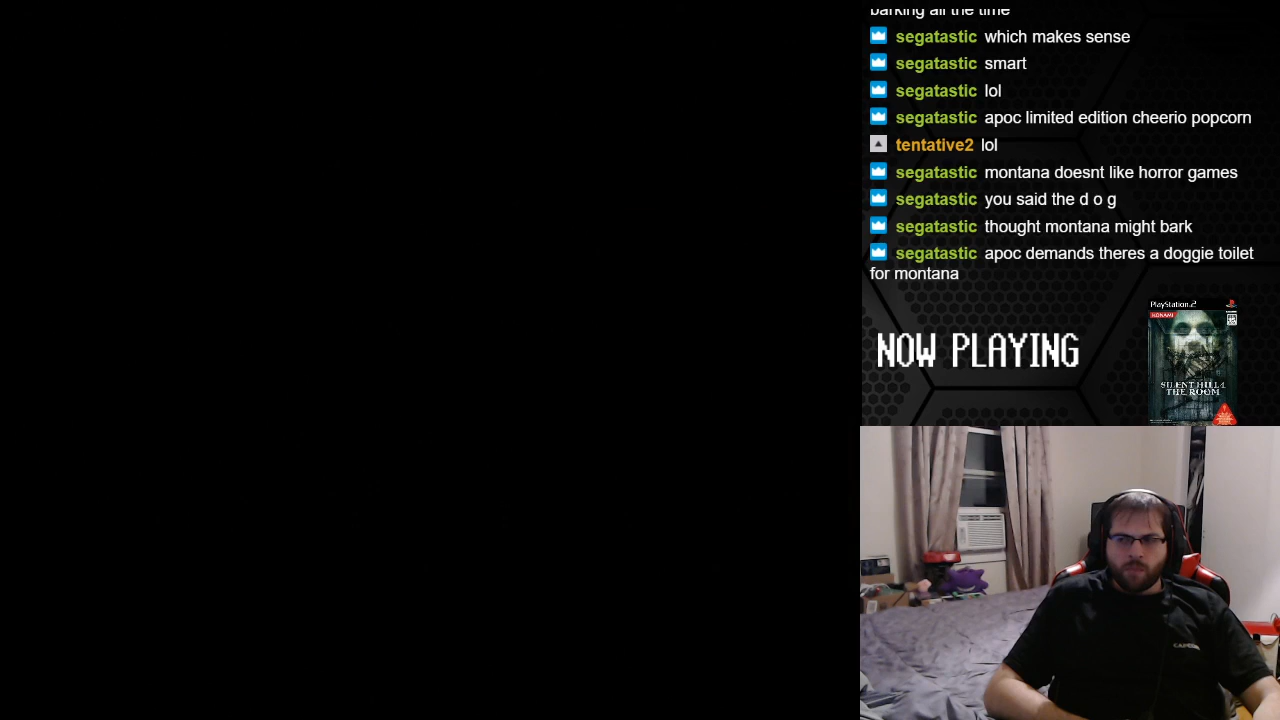 barking all the time
segatastic which makes sense
segatastic smart
segatastic lol
segatastic apoc limited edition cheerio popcorn
tentative2 lol
segatastic montana doesnt like horror games
segatastic you said the d o g
segatastic thought montana might bark
segatastic apoc demands theres a doggie toilet
for montana
NOW PLAYING
PlayStation.2
KONAMI
SILENT HILL 4
THE ROOM
CAPCOM